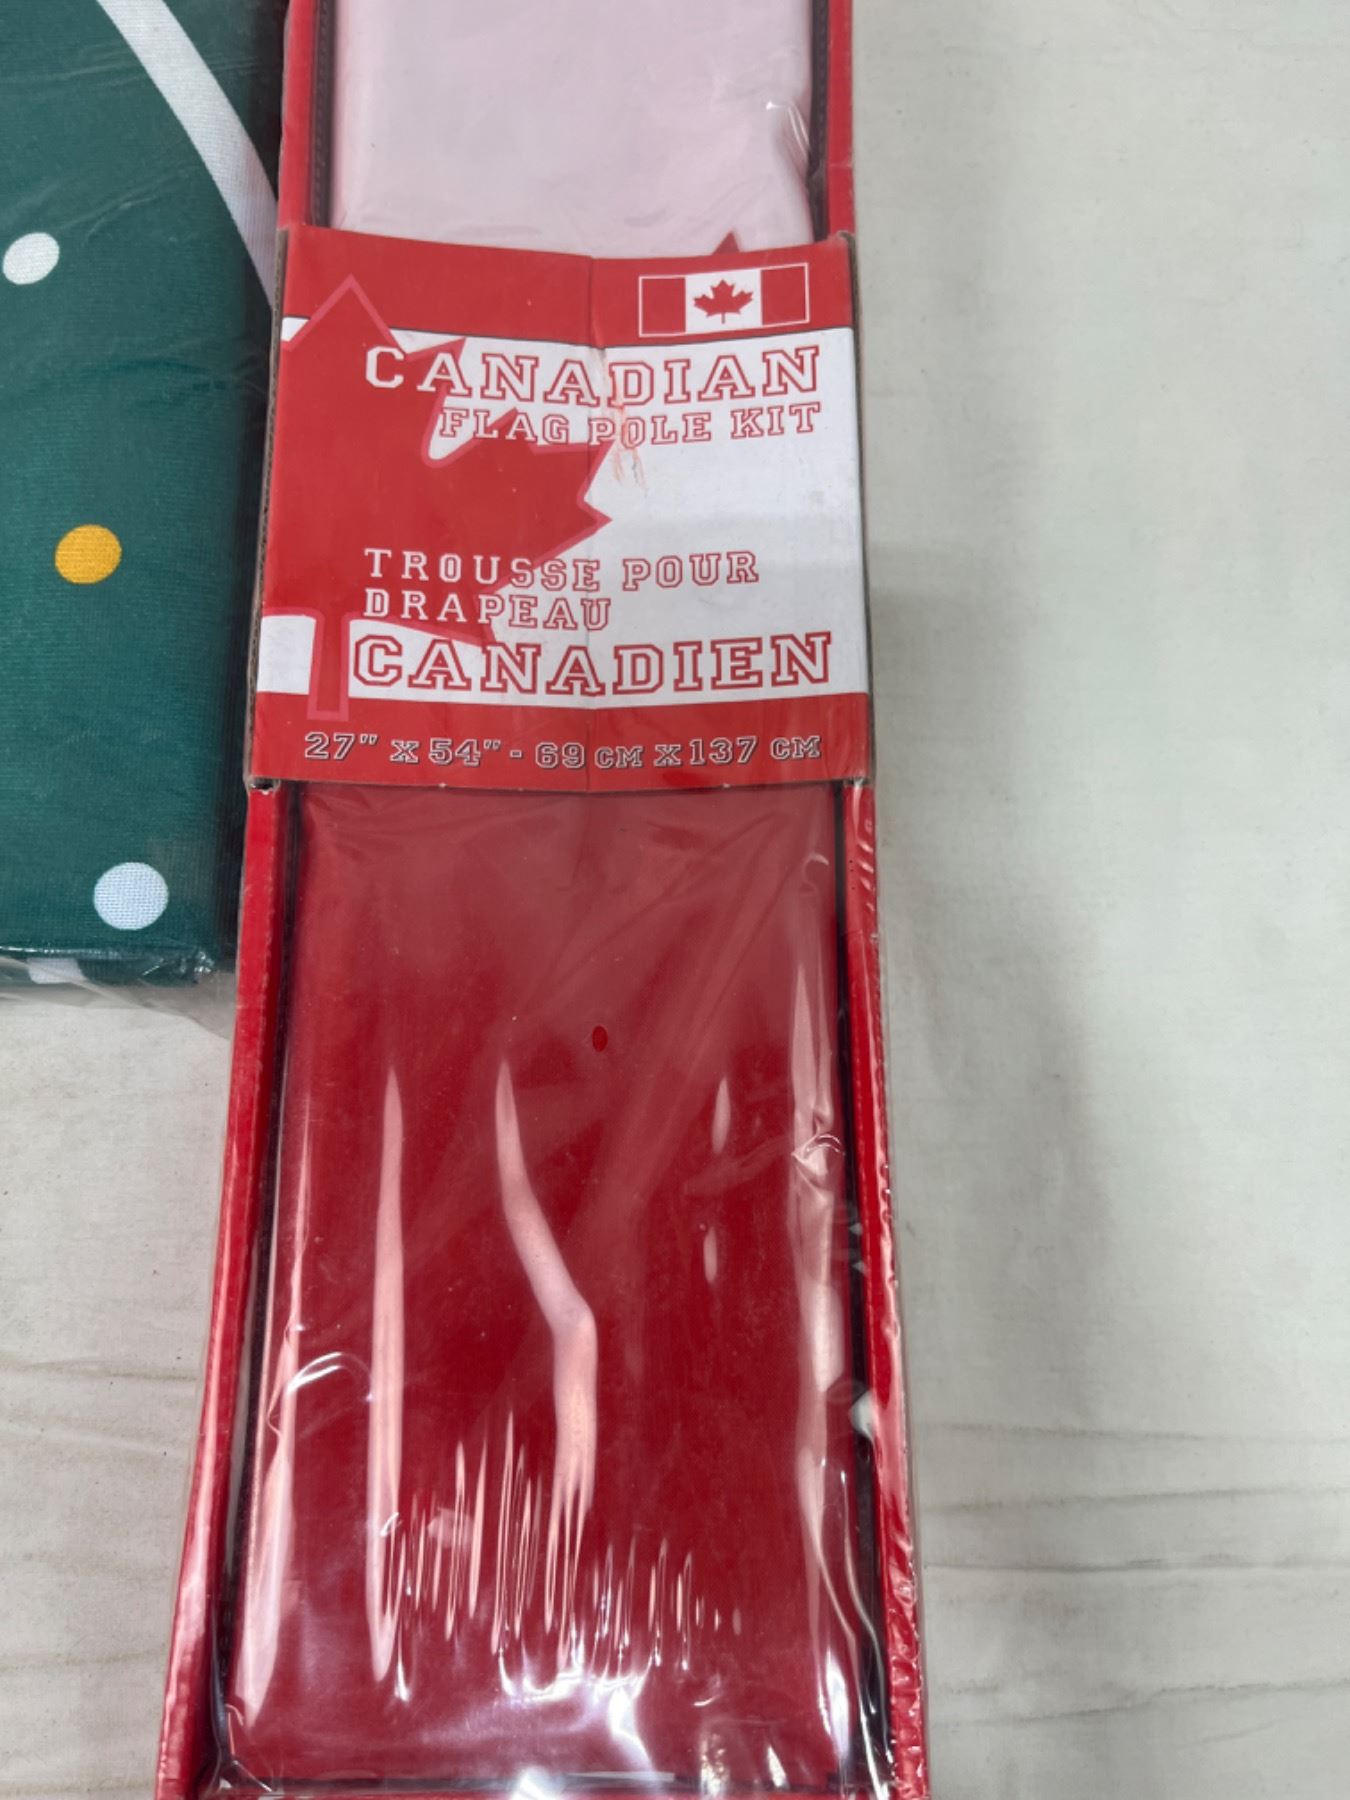 CANADIAN
FLAG POLE KIT
TROUSSE POUR
DRAPEAU
CANADIEN
27" X 54" - 69 CM X 137 CM